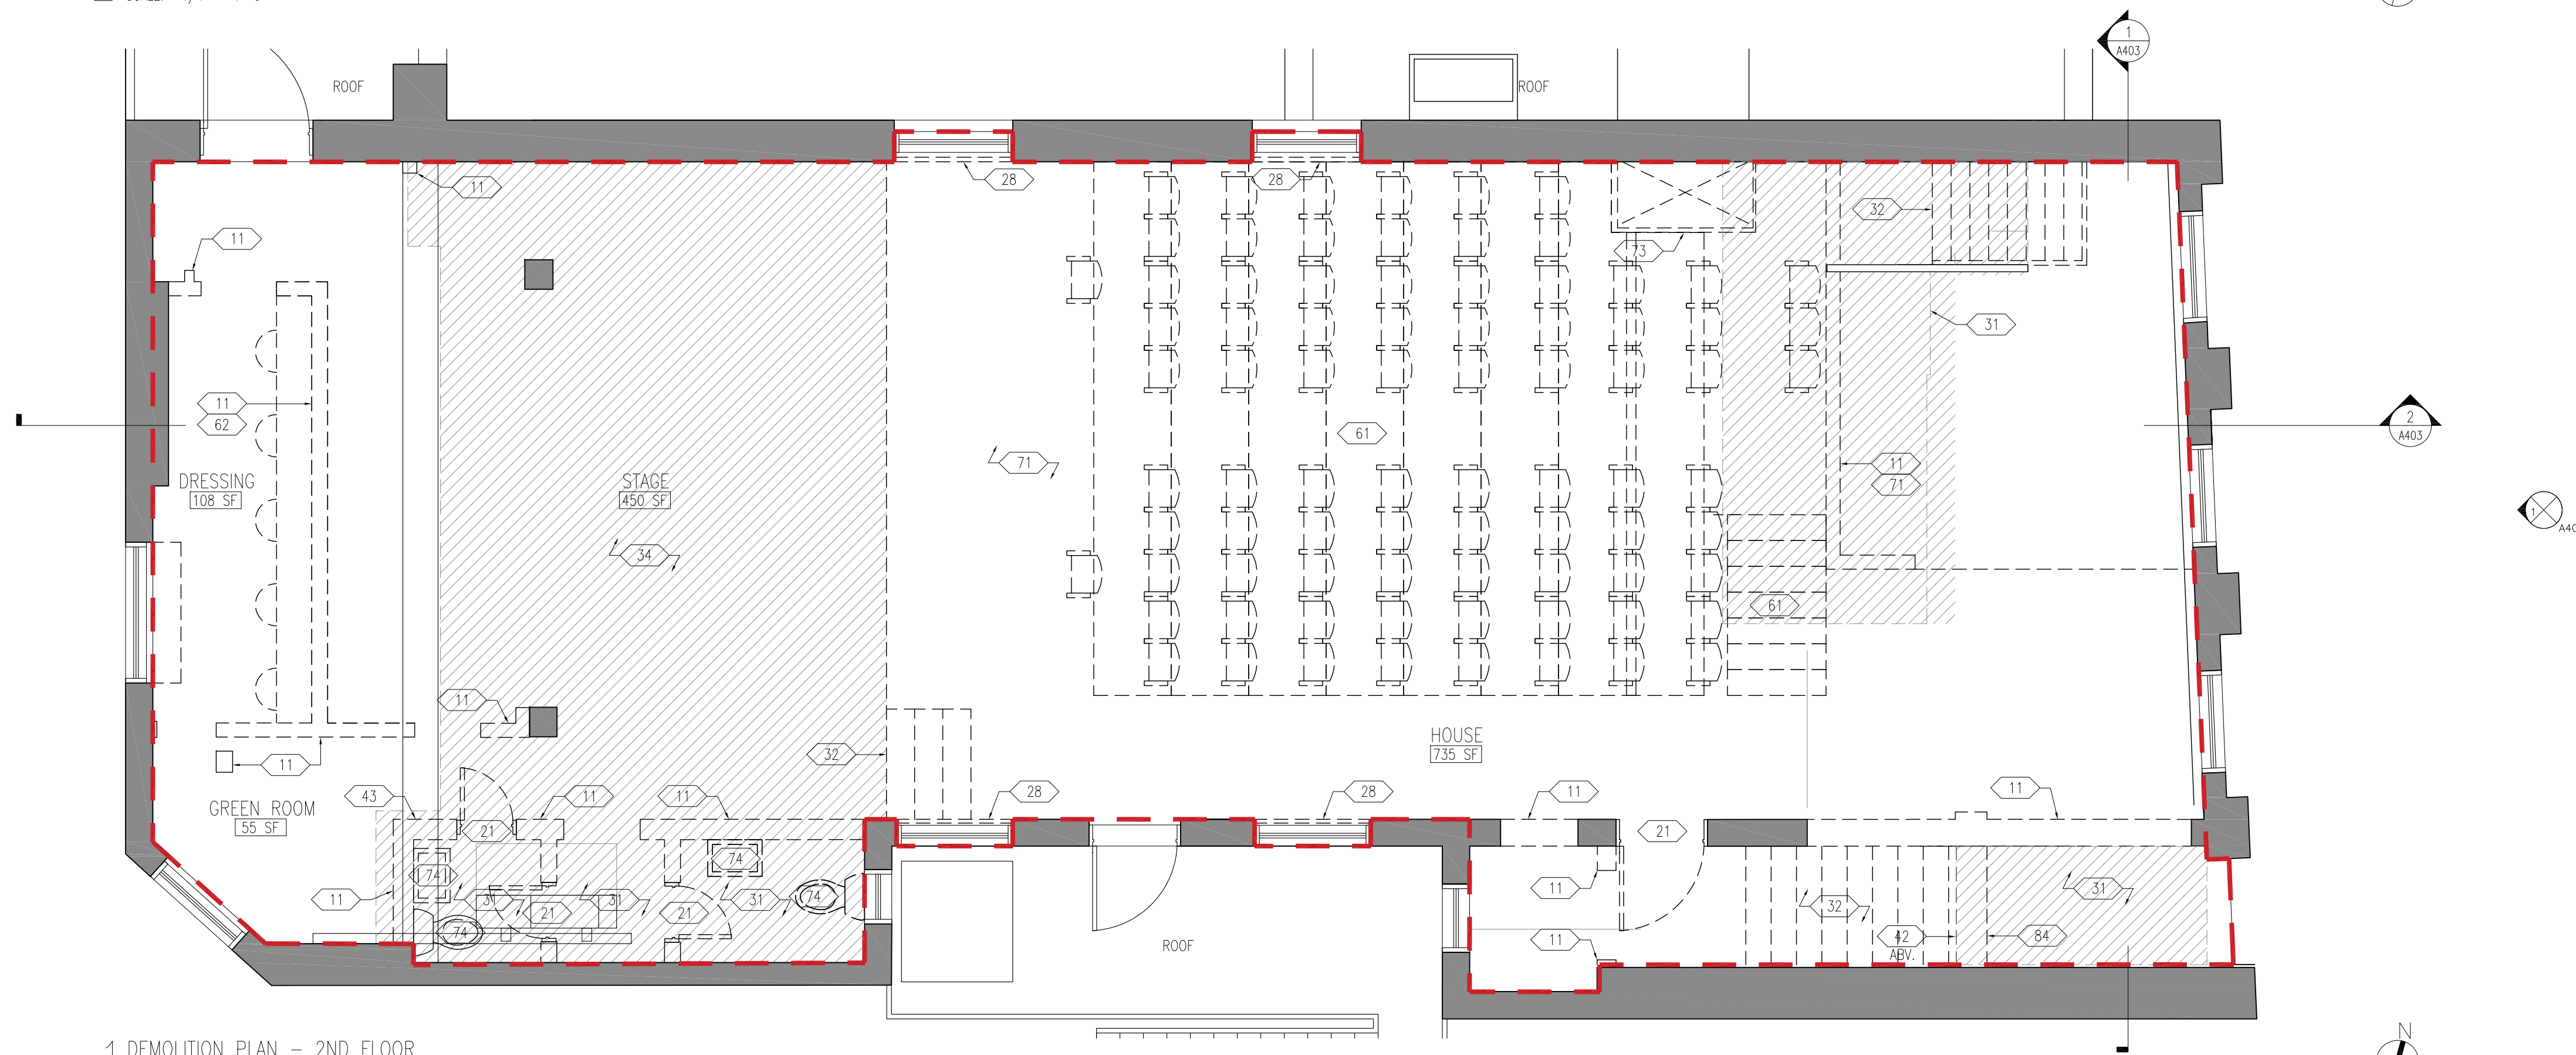 1
A403
ROOF
ROOF
11
28
28
32
11
73
31
11
62
2
A403
61
71
11
71
DRESSING
108 SF
STAGE
450 SF
1
34
61
11
HOUSE
735 SF
32
11
43
11
11
28
28
11
11
GREEN ROOM
55 SF
21
21
74
74
11
11
31
31
31
74
31
21
21
32
74
42
ABV.
84
11
ROOF
N
1 DEMOLITION PLAN – 2ND FLOOR